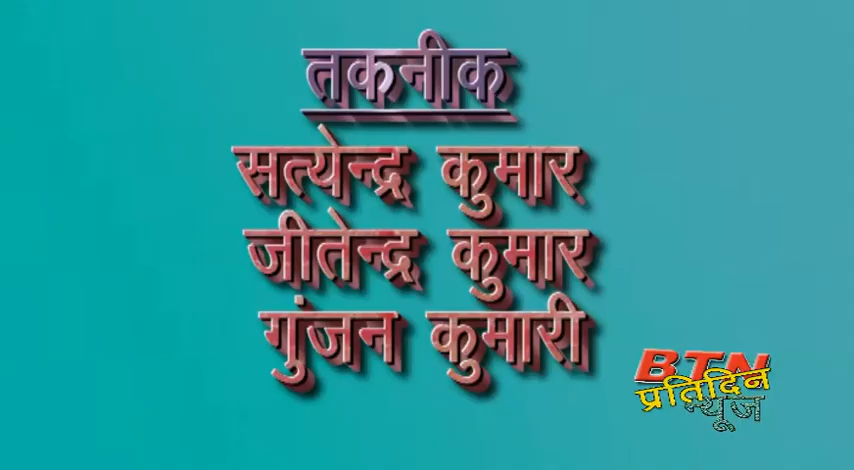 तकनीक
सत्येन्द्र कुमार
जीतेन्द्र कुमार
गुंजन कुमारी
BTN
प्रतिदिन
न्यूज